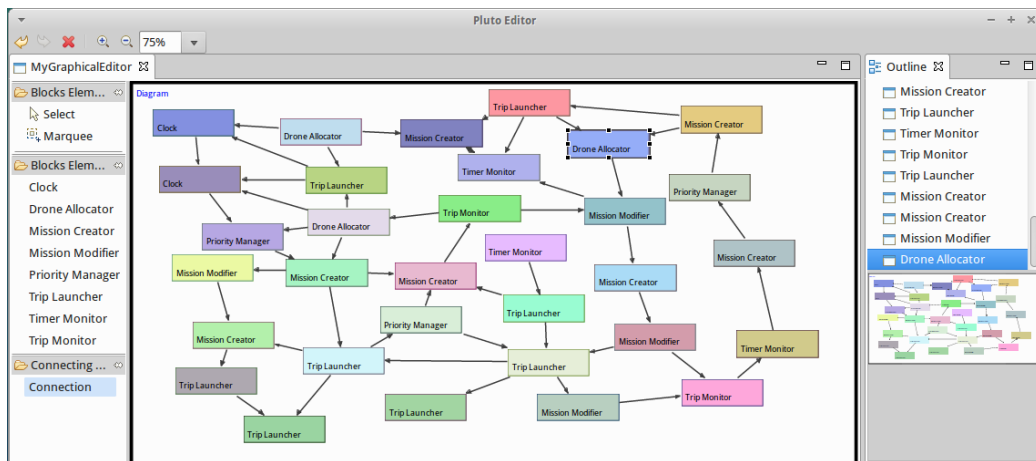 Pluto Editor
75%
MyGraphicalEditor
Outline
Blocks Elem...
Select
Marquee
Blocks Elem...
Clock
Drone Allocator
Mission Creator
Mission Modifier
Priority Manager
Trip Launcher
Timer Monitor
Trip Monitor
Connecting ...
Connection
Diagram
Trip Launcher
Clock
Drone Allocator
Mission Creator
Mission Creator
Drone Allocator
Timer Monitor
Clock
Trip Launcher
Priority Manager
Trip Monitor
Mission Modifier
Drone Allocator
Priority Manager
Timer Monitor
Mission Creator
Mission Modifier
Mission Creator
Mission Creator
Mission Creator
Trip Launcher
Priority Manager
Mission Creator
Mission Modifier
Timer Monitor
Trip Launcher
Trip Launcher
Trip Launcher
Trip Monitor
Trip Launcher
Mission Modifier
Trip Launcher
Mission Creator
Trip Launcher
Timer Monitor
Trip Monitor
Trip Launcher
Mission Creator
Mission Creator
Mission Modifier
Drone Allocator